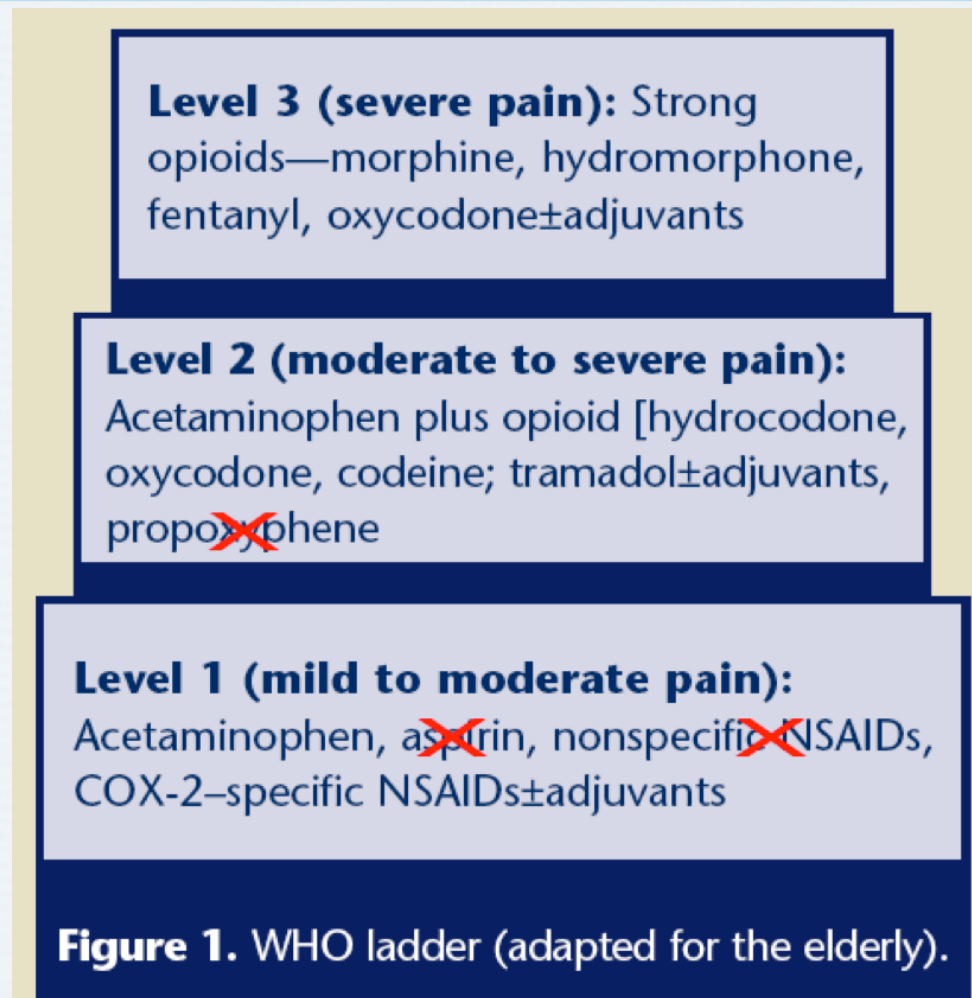 Level 3 (severe pain): Strong
opioids—morphine, hydromorphone,
fentanyl, oxycodone±adjuvants
Level 2 (moderate to severe pain):
Acetaminophen plus opioid [hydrocodone,
oxycodone, codeine; tramadol±adjuvants,
propoxyphene
Level 1 (mild to moderate pain):
Acetaminophen, aspirin, nonspecific NSAIDs,
COX-2–specific NSAIDs±adjuvants
Figure 1. WHO ladder (adapted for the elderly).